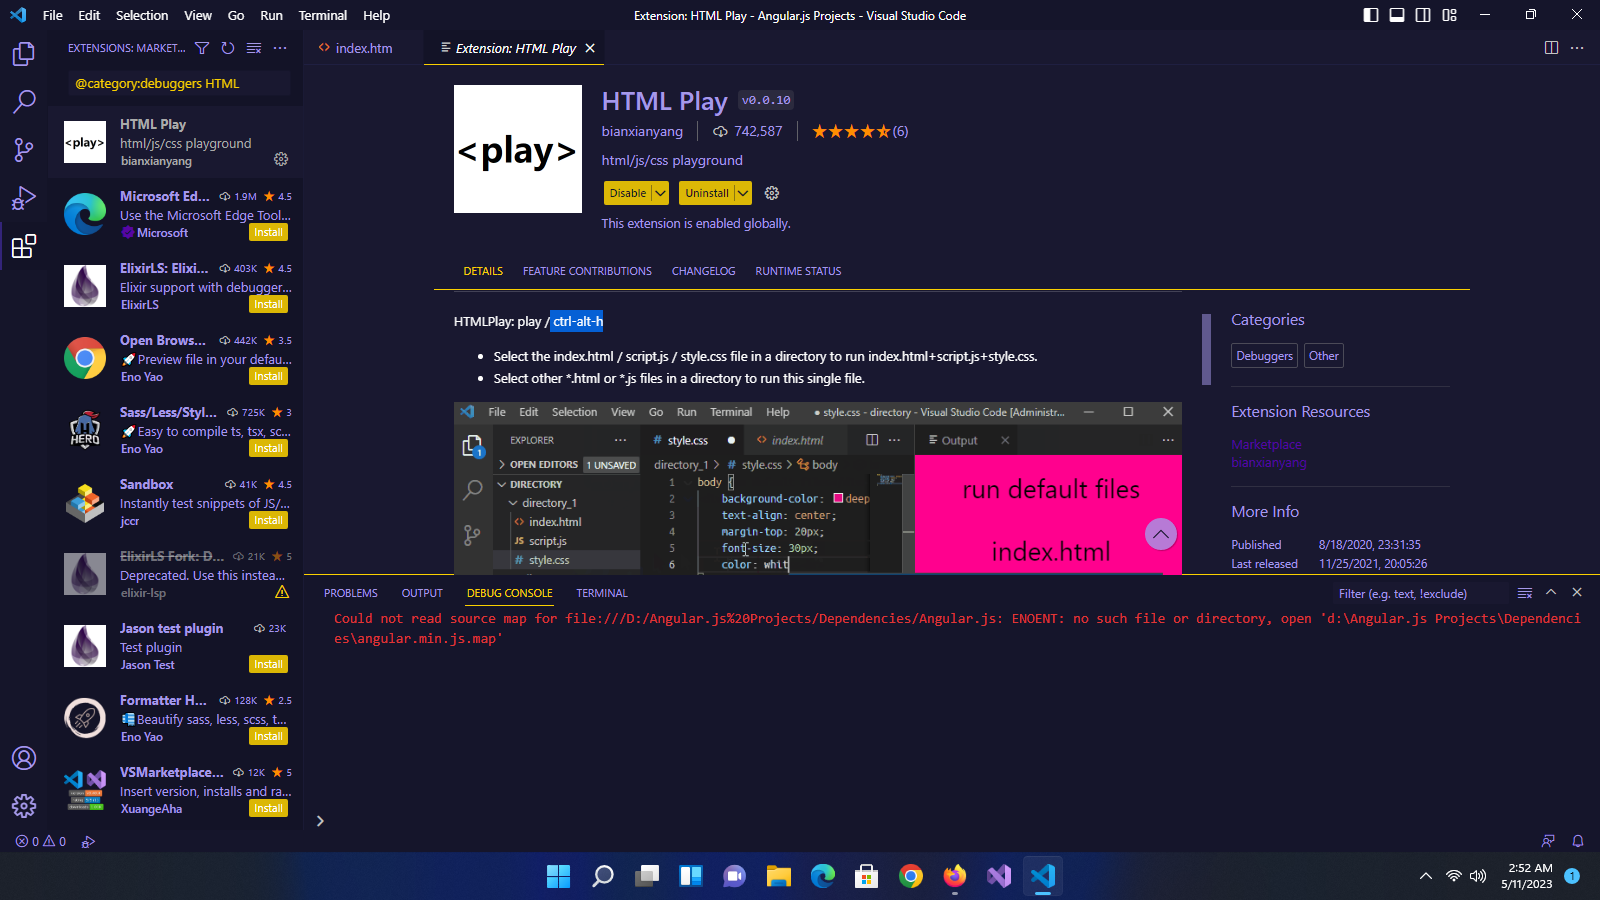 File Edit Selection View Go Run Terminal Help
Extension: HTML Play - Angular.js Projects - Visual Studio Code
EXTENSIONS: MARKET...
index.htm
Extension: HTML Play
@category:debuggers HTML
HTML Play
html/js/css playground
bianxianyang
Microsoft Ed... 1.9M 4.5
Use the Microsoft Edge Tool...
Microsoft
Install
ElixirLS: Elixi... 403K 4.5
Elixir support with debugger...
ElixirLS
Install
Open Brows... 442K 3.5
Preview file in your defau...
Eno Yao
Install
Sass/Less/Styl... 725K 3
Easy to compile ts, tsx, sc...
Eno Yao
Install
Sandbox 41K 4.5
Instantly test snippets of JS/...
jccr
Install
ElixirLS Fork: D... 21K 5
Deprecated. Use this instea...
elixir-lsp
Jason test plugin 23K
Test plugin
Jason Test
Install
Formatter H... 128K 2.5
Beautify sass, less, scss, t...
Eno Yao
Install
VSMarketplace... 12K 5
Insert version, installs and ra...
XuangeAha
Install
<play>
<play>
HTML Play v0.0.10
bianxianyang 742,587 (6)
html/js/css playground
Disable Uninstall
This extension is enabled globally.
DETAILS FEATURE CONTRIBUTIONS CHANGELOG RUNTIME STATUS
HTMLPlay: play / ctrl-alt-h
Select the index.html / script.js / style.css file in a directory to run index.html+script.js+style.css.
Select other *.html or *.js files in a directory to run this single file.
File Edit Selection View Go Run Terminal Help
● style.css - directory - Visual Studio Code [Administr...
EXPLORER
# style.css
index.html
Output
OPEN EDITORS 1 UNSAVED
DIRECTORY
directory_1
index.html
JS script.js
# style.css
1
directory_1 > # style.css > body
1 body {
2 background-color: deep
3 text-align: center;
4 margin-top: 20px;
5 font-size: 30px;
6 color: whit
run default files
index.html
Categories
Debuggers Other
Extension Resources
Marketplace
bianxianyang
More Info
Published 8/18/2020, 23:31:35
Last released 11/25/2021, 20:05:26
PROBLEMS OUTPUT DEBUG CONSOLE TERMINAL
Filter (e.g. text, !exclude)
Could not read source map for file:///D:/Angular.js%20Projects/Dependencies/Angular.js: ENOENT: no such file or directory, open 'd:\Angular.js Projects\Dependenci
es\angular.min.js.map'
0 0
2:52 AM
5/11/2023
1